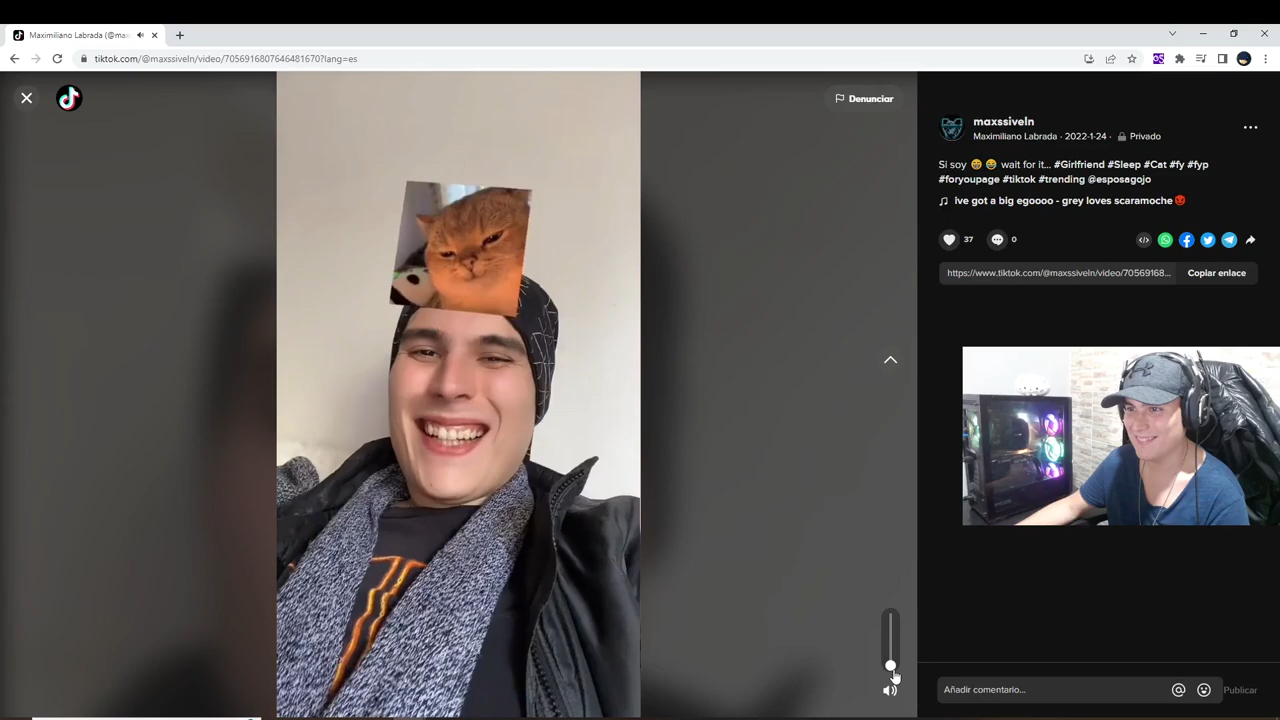 Maximiliano Labrada (@ma
tiktok.com/@maxssiveln/video/7056916807646481670?lang=es
Denunciar
maxssiveln
Maximiliano Labrada · 2022-1-24 · Privado
Si soy 😁 😂 wait for it... #Girlfriend #Sleep #Cat #fy #fyp
#foryoupage #tiktok #trending @esposagojo
ive got a big egoooo - grey loves scaramoche 😡
37
0
https://www.tiktok.com/@maxssiveln/video/70569168...
Copiar enlace
Añadir comentario...
Publicar